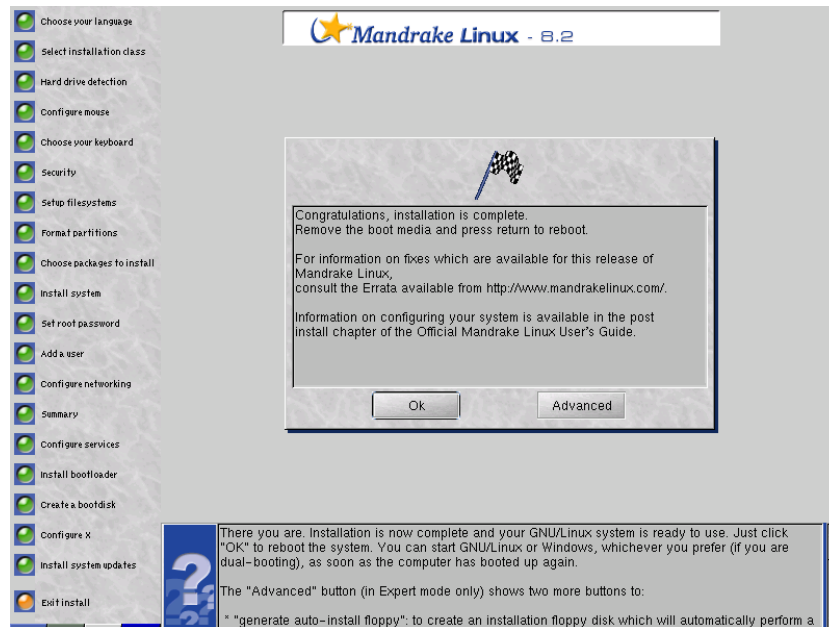 Choose your language
Select installation class
Hard drive detection
Configure mouse
Choose your keyboard
Security
Setup filesystems
Format partitions
Choose packages to install
Install system
Set root password
Add a user
Configure networking
Summary
Configure services
Install bootloader
Create a bootdisk
Configure X
Install system updates
Exit install
Mandrake Linux - 8.2
Congratulations, installation is complete.
Remove the boot media and press return to reboot.
For information on fixes which are available for this release of
Mandrake Linux,
consult the Errata available from http://www.mandrakelinux.com/.
Information on configuring your system is available in the post
install chapter of the Official Mandrake Linux User's Guide.
Ok
Advanced
There you are. Installation is now complete and your GNU/Linux system is ready to use. Just click
"OK" to reboot the system. You can start GNU/Linux or Windows, whichever you prefer (if you are
dual-booting), as soon as the computer has booted up again.
The "Advanced" button (in Expert mode only) shows two more buttons to:
* "generate auto-install floppy": to create an installation floppy disk which will automatically perform a